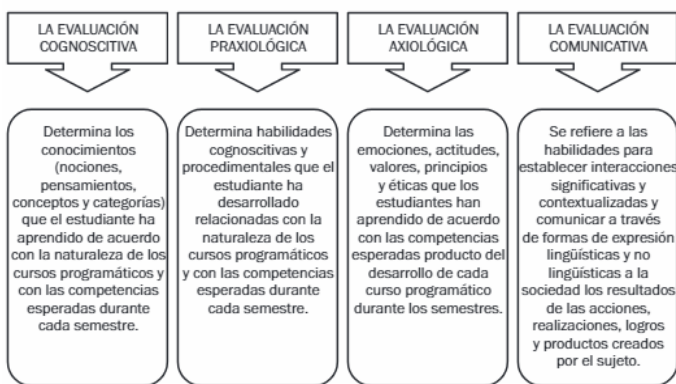 LA EVALUACIÓN
COGNOSCITIVA
Determina los
conocimientos
(nociones,
pensamientos,
conceptos y categorías)
que el estudiante ha
aprendido de acuerdo
con la naturaleza de los
cursos programáticos y
con las competencias
esperadas durante
cada semestre.
LA EVALUACIÓN
PRAXIOLÓGICA
Determina habilidades
cognoscitivas y
procedimentales que el
estudiante ha
desarrollado
relacionadas con la
naturaleza de los
cursos programáticos
y con las competencias
esperadas durante
cada semestre.
LA EVALUACIÓN
AXIOLÓGICA
Determina las
emociones, actitudes,
valores, principios
y éticas que los
estudiantes han
aprendido de acuerdo
con las competencias
esperadas producto del
desarrollo de cada
curso programático
durante los semestres.
LA EVALUACIÓN
COMUNICATIVA
Se refiere a las
habilidades para
establecer interacciones
significativas y
contextualizadas y
comunicar a través
de formas de expresión
lingüísticas y no
lingüísticas a la
sociedad los resultados
de las acciones,
realizaciones, logros
y productos creados
por el sujeto.